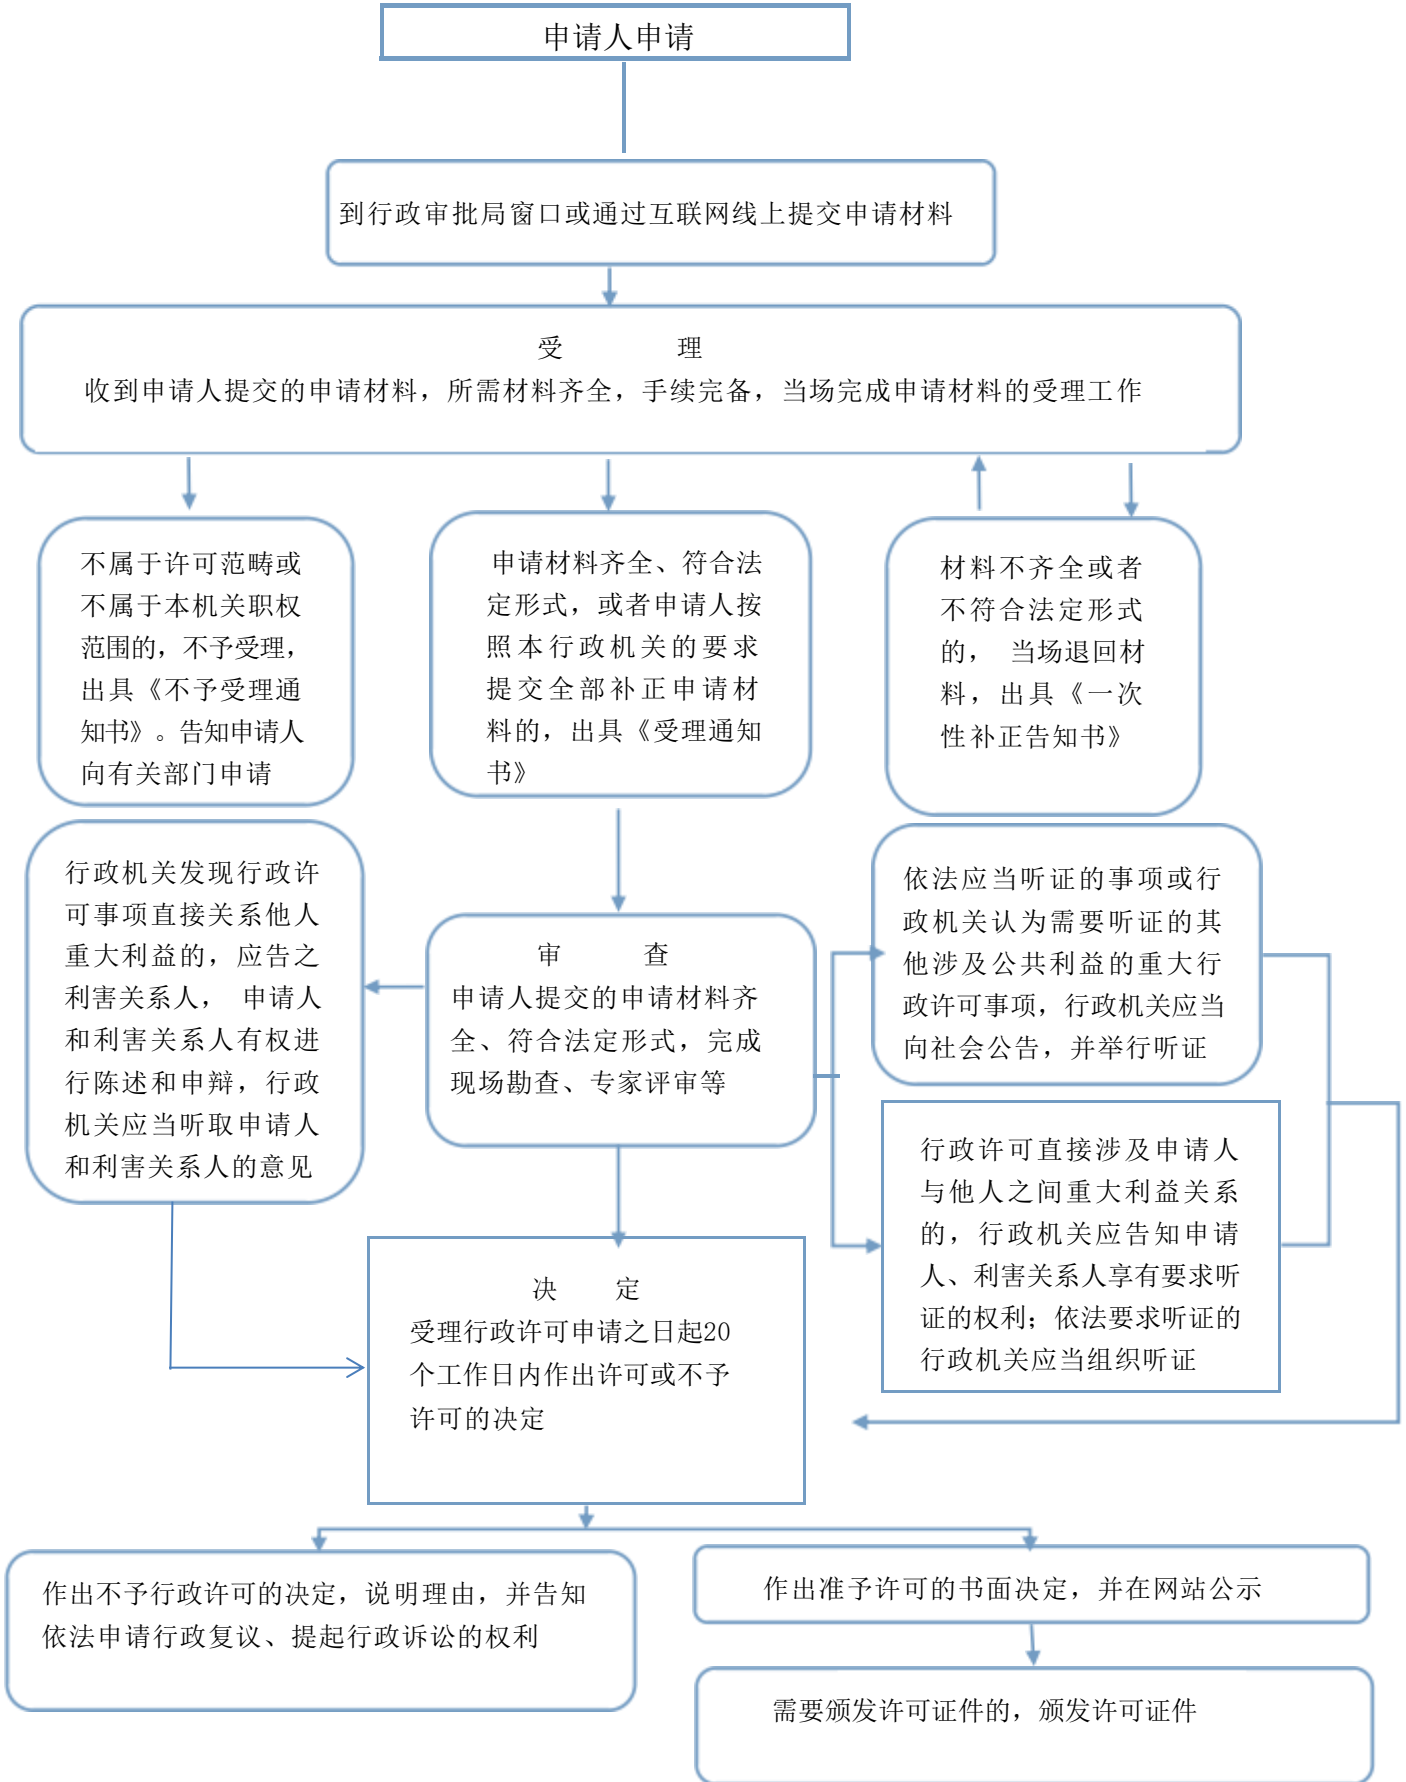 申请人申请
到行政审批局窗口或通过互联网线上提交申请材料
受 理
收到申请人提交的申请材料，所需材料齐全，手续完备，当场完成申请材料的受理工作
不属于许可范畴或
不属于本机关职权
范围的，不予受理，
出具《不予受理通
知书》。告知申请人
向有关部门申请
申请材料齐全、符合法
定形式，或者申请人按
照本行政机关的要求
提交全部补正申请材
料的，出具《受理通知
书》
材料不齐全或者
不符合法定形式
的， 当场退回材
料，出具《一次
性补正告知书》
行政机关发现行政许
可事项直接关系他人
重大利益的，应告之
利害关系人， 申请人
和利害关系人有权进
行陈述和申辩，行政
机关应当听取申请人
和利害关系人的意见
审 查
申请人提交的申请材料齐
全、符合法定形式，完成
现场勘查、专家评审等
依法应当听证的事项或行
政机关认为需要听证的其
他涉及公共利益的重大行
政许可事项，行政机关应当
向社会公告，并举行听证
行政许可直接涉及申请人
与他人之间重大利益关系
的，行政机关应告知申请
人、利害关系人享有要求听
证的权利；依法要求听证的
行政机关应当组织听证
决 定
受理行政许可申请之日起20
个工作日内作出许可或不予
许可的决定
作出不予行政许可的决定，说明理由，并告知
依法申请行政复议、提起行政诉讼的权利
作出准予许可的书面决定，并在网站公示
需要颁发许可证件的，颁发许可证件